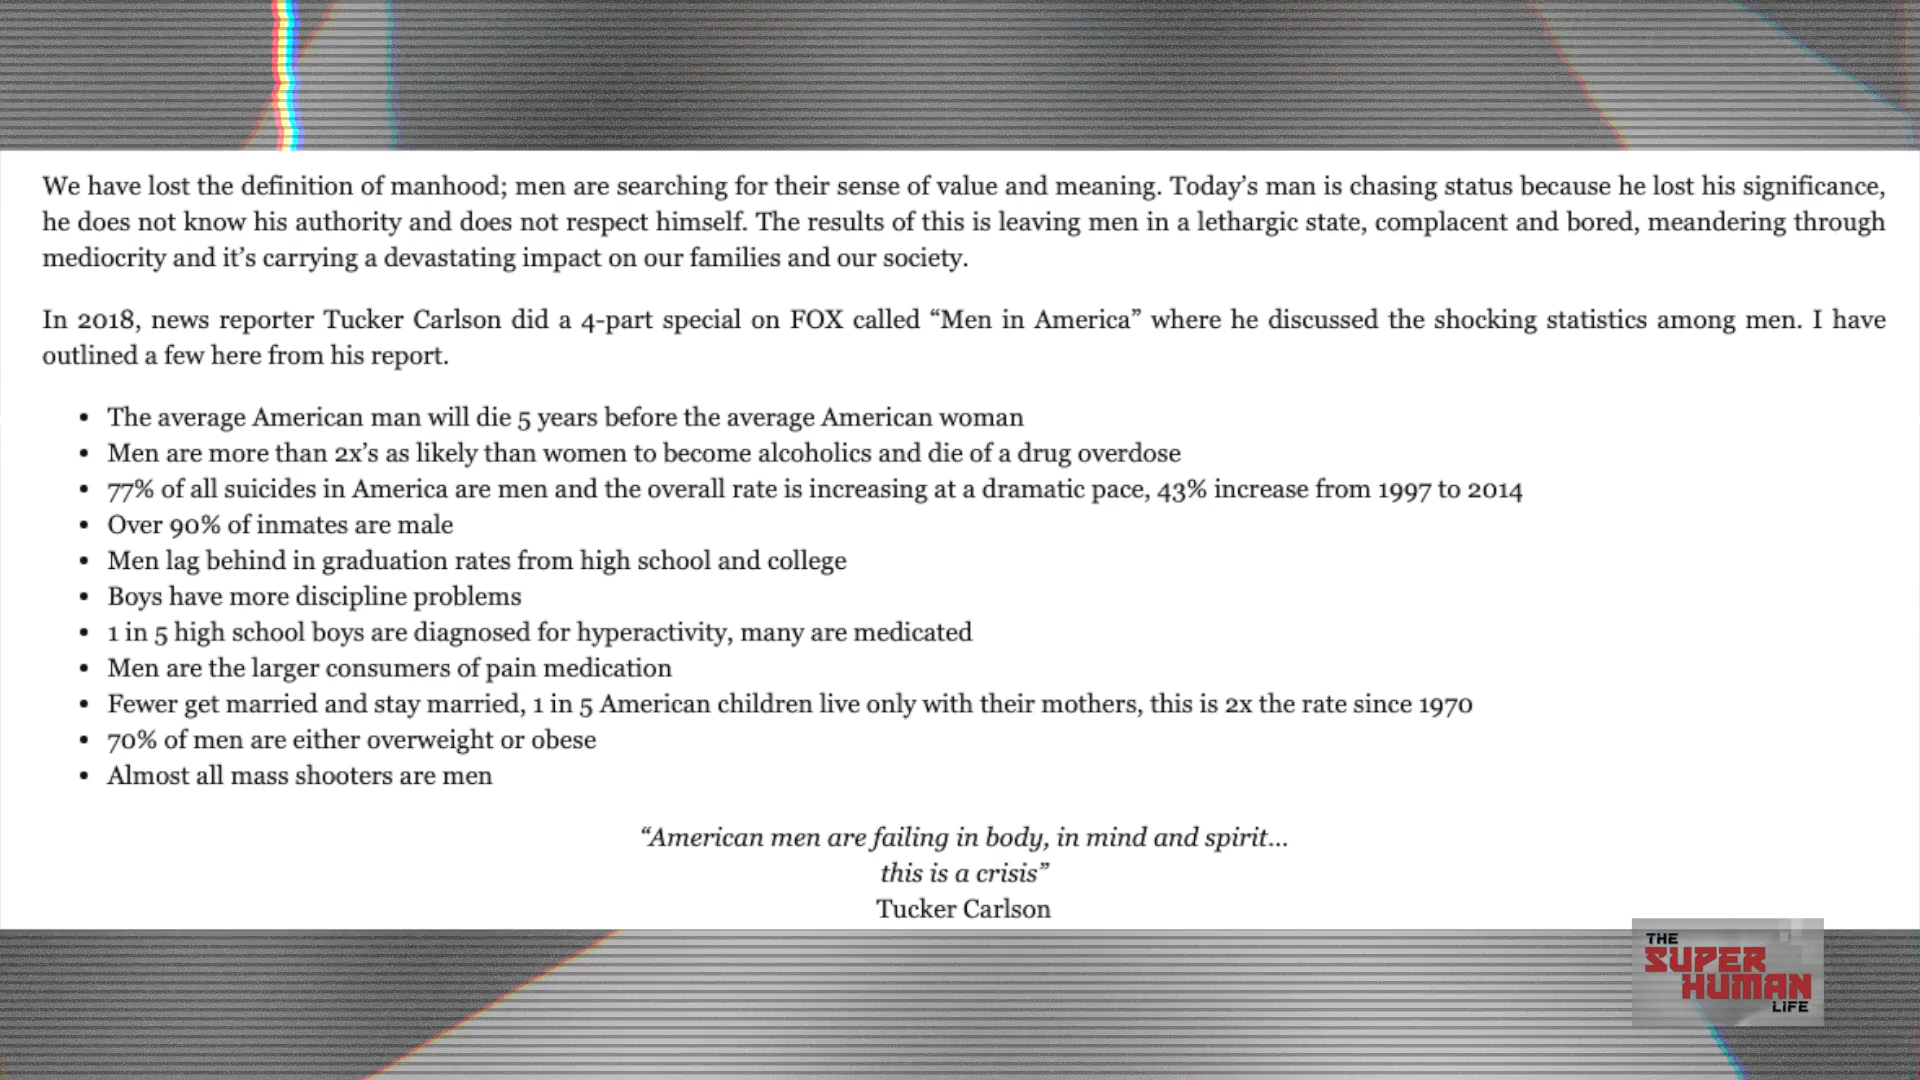 We have lost the definition of manhood; men are searching for their sense of value and meaning. Today’s man is chasing status because he lost his significance,
he does not know his authority and does not respect himself. The results of this is leaving men in a lethargic state, complacent and bored, meandering through
mediocrity and it’s carrying a devastating impact on our families and our society.
In 2018, news reporter Tucker Carlson did a 4-part special on FOX called “Men in America” where he discussed the shocking statistics among men. I have
outlined a few here from his report.
• The average American man will die 5 years before the average American woman
• Men are more than 2x’s as likely than women to become alcoholics and die of a drug overdose
• 77% of all suicides in America are men and the overall rate is increasing at a dramatic pace, 43% increase from 1997 to 2014
• Over 90% of inmates are male
• Men lag behind in graduation rates from high school and college
• Boys have more discipline problems
• 1 in 5 high school boys are diagnosed for hyperactivity, many are medicated
• Men are the larger consumers of pain medication
• Fewer get married and stay married, 1 in 5 American children live only with their mothers, this is 2x the rate since 1970
• 70% of men are either overweight or obese
• Almost all mass shooters are men
“American men are failing in body, in mind and spirit...
this is a crisis”
Tucker Carlson
THE
SUPER
HUMAN
LIFE